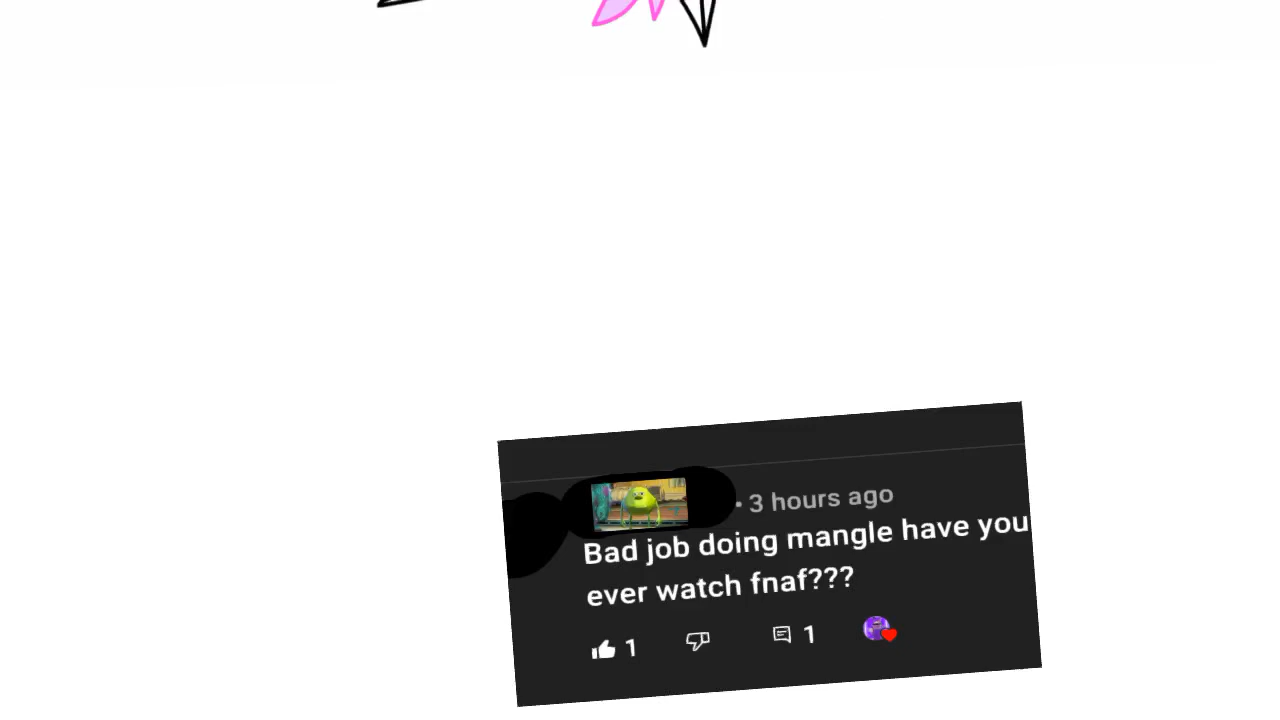 • 3 hours ago
Bad job doing mangle have you
ever watch fnaf???
1
1